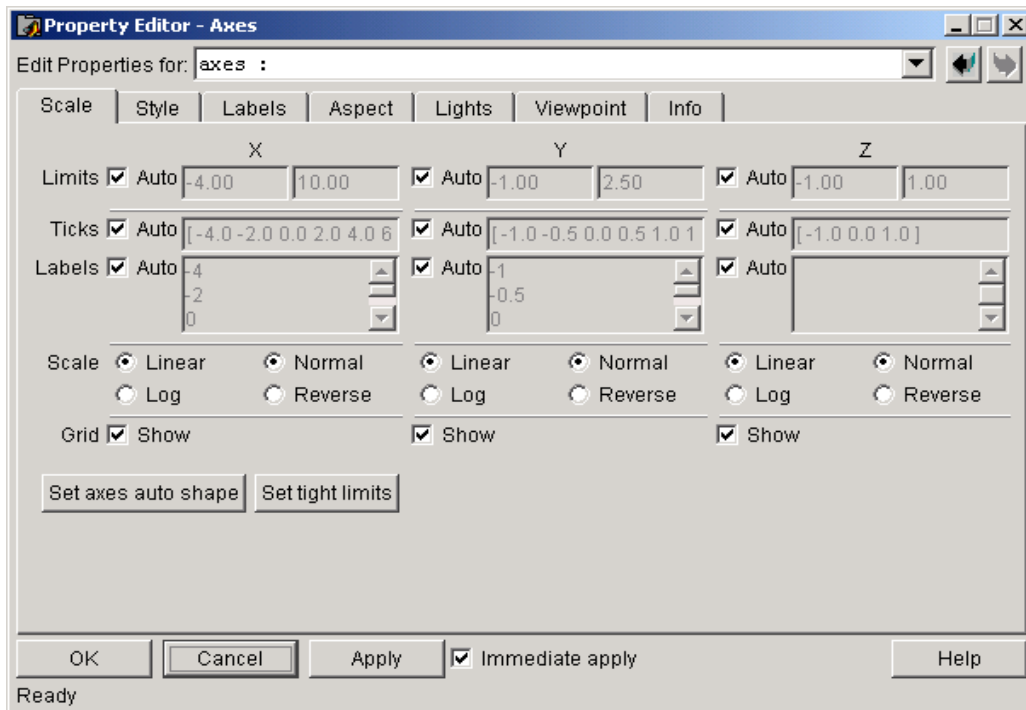 Property Editor - Axes
Edit Properties for: axes :
Scale Style Labels Aspect Lights Viewpoint Info
X Y Z
Limits Auto -4.00 10.00 Auto -1.00 2.50 Auto -1.00 1.00
Ticks Auto [ -4.0 -2.0 0.0 2.0 4.0 6 Auto [ -1.0 -0.5 0.0 0.5 1.0 1 Auto [ -1.0 0.0 1.0 ]
Labels Auto -4 Auto -1 Auto
-2 -0.5
0 0
Scale Linear Normal Linear Normal Linear Normal
Log Reverse Log Reverse Log Reverse
Grid Show Show Show
Set axes auto shape Set tight limits
OK Cancel Apply Immediate apply Help
Ready